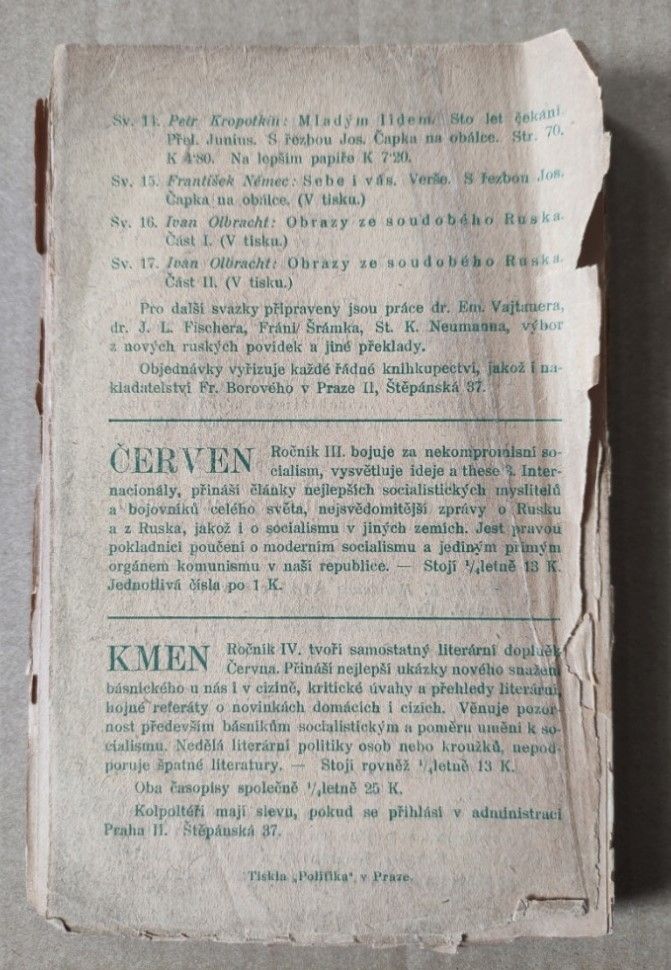 Sv. 14. Petr Kropotkin: Mladým lidem. Sto let čekání.
Přel. Junius. S řezbou Jos. Čapka na obálce. Str. 70.
K 4·80. Na lepším papíře K 7·20.
Sv. 15. František Němec: Sebe i vás. Verše. S řezbou Jos.
Čapka na obálce. (V tisku.)
Sv. 16. Ivan Olbracht: Obrazy ze soudobého Ruska.
Část I. (V tisku.)
Sv. 17. Ivan Olbracht: Obrazy ze soudobého Ruska.
Část II. (V tisku.)
Pro další svazky připraveny jsou práce dr. Em. Vajtauera,
dr. J. L. Fischera, Fráni Šrámka, St. K. Neumanna, výbor
z nových ruských povídek a jiné překlady.
Objednávky vyřizuje každé řádné knihkupectví, jakož i na-
kladatelství Fr. Borového v Praze II, Štěpánská 37.
ČERVEN Ročník III. bojuje za nekompromisní so-
cialism, vysvětluje ideje a these 3. Inter-
nacionály, přináší články nejlepších socialistických myslitelů
a bojovníků celého světa, nejsvědomitější zprávy o Rusku
a z Ruska, jakož i o socialismu v jiných zemích. Jest pravou
pokladnicí poučení o moderním socialismu a jediným přímým
orgánem komunismu v naší republice. — Stojí ¼letně 13 K.
Jednotlivá čísla po 1 K.
KMEN Ročník IV. tvoří samostatný literární doplněk
Června. Přináší nejlepší ukázky nového snažení
básnického u nás i v cizině, kritické úvahy a přehledy literární,
hojné referáty o novinkách domácích i cizích. Věnuje pozor-
nost především básníkům socialistickým a poměru umění k so-
cialismu. Nedělá literární politiky osob nebo kroužků, nepod-
poruje špatné literatury. — Stojí rovněž ¼letně 13 K.
Oba časopisy společně ¼letně 25 K.
Kolpoltéři mají slevu, pokud se přihlásí v administraci
Praha II. Štěpánská 37.
Tiskla „Politika" v Praze.